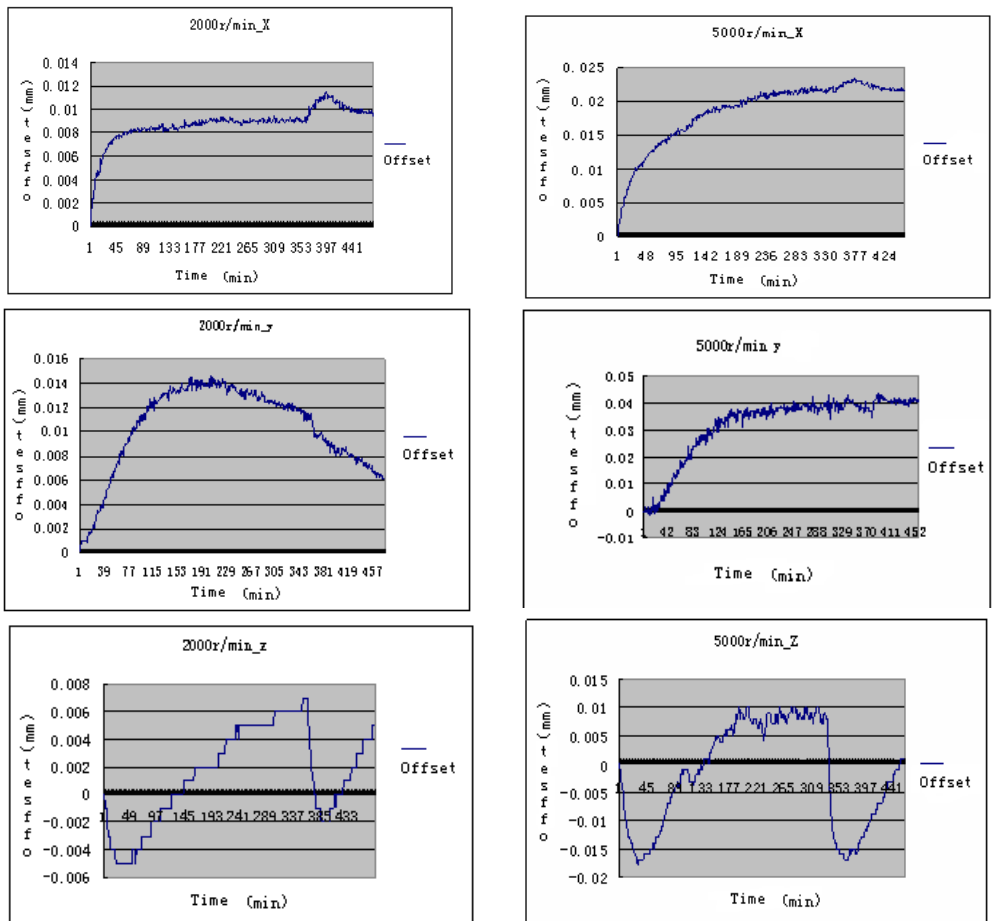 2000r/min_X
0.014
0.012
0.01
0.008
0.006
0.004
0.002
0
offset(mm)
1 45 89 133 177 221 265 309 353 397 441
Time (min)
Offset
5000r/min_X
0.025
0.02
0.015
0.01
0.005
0
offset(mm)
1 48 95 142 189 236 283 330 377 424
Time (min)
Offset
2000r/min_y
0.016
0.014
0.012
0.01
0.008
0.006
0.004
0.002
0
offset(mm)
1 39 77 115 153 191 229 267 305 343 381 419 457
Time (min)
Offset
5000r/min y
0.05
0.04
0.03
0.02
0.01
0
-0.01
offset(mm)
1 42 83 124 165 206 247 288 329 370 411 452
Time (min)
Offset
2000r/min_z
0.008
0.006
0.004
0.002
0
-0.002
-0.004
-0.006
offset(mm)
1 49 97 145 193 241 289 337 385 433
Time (min)
Offset
5000r/min_Z
0.015
0.01
0.005
0
-0.005
-0.01
-0.015
-0.02
offset(mm)
1 45 89 133 177 221 265 309 353 397 441
Time (min)
Offset